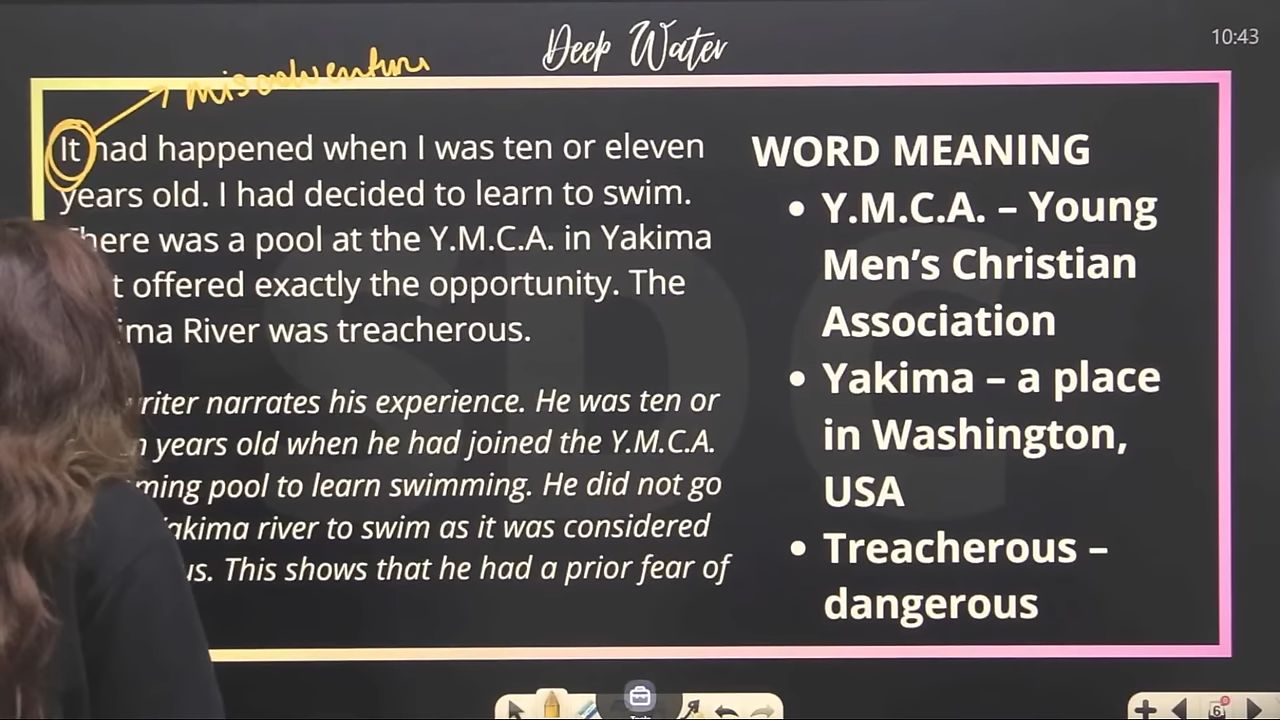 Deep Water
10:43
misadventure
It had happened when I was ten or eleven
years old. I had decided to learn to swim.
There was a pool at the Y.M.C.A. in Yakima
t offered exactly the opportunity. The
ima River was treacherous.
riter narrates his experience. He was ten or
n years old when he had joined the Y.M.C.A.
ming pool to learn swimming. He did not go
akima river to swim as it was considered
us. This shows that he had a prior fear of
WORD MEANING
• Y.M.C.A. – Young
Men’s Christian
Association
• Yakima – a place
in Washington,
USA
• Treacherous –
dangerous
SDC
6